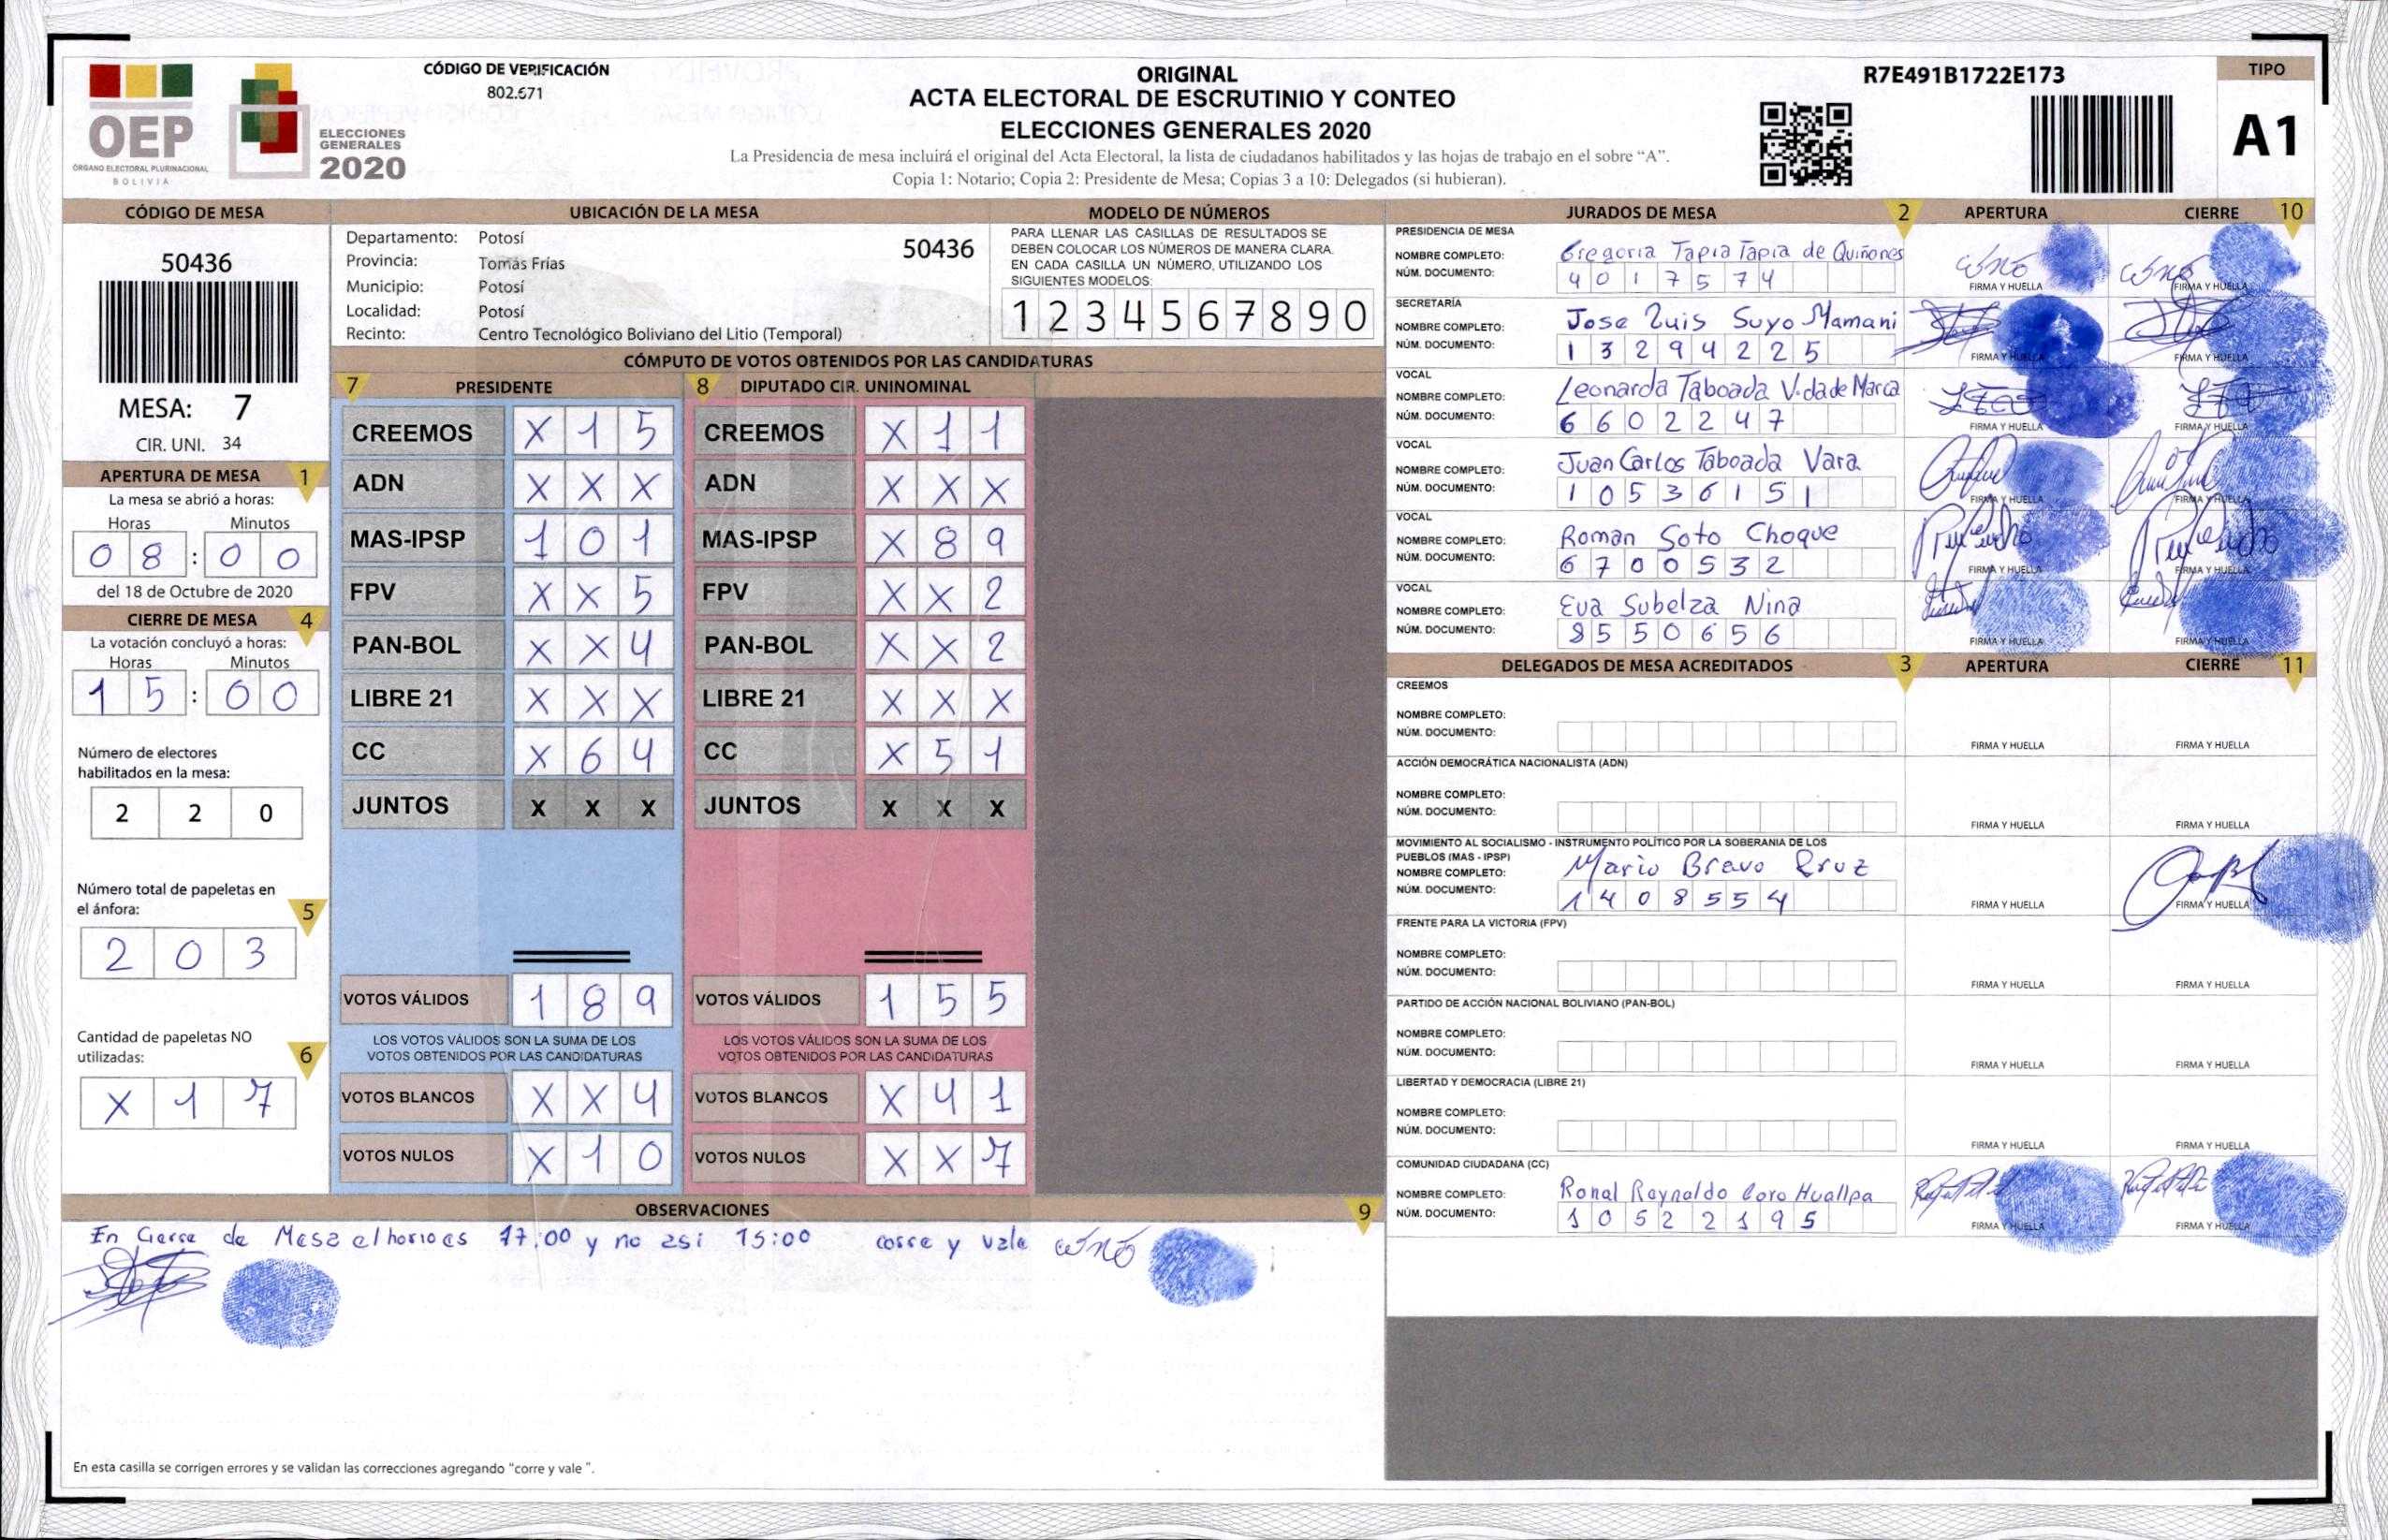 CÓDIGO DE VERIFICACIÓN
802.671
OEP
ÓRGANO ELECTORAL PLURINACIONAL
BOLIVIA
ELECCIONES
GENERALES
2020
ORIGINAL
ACTA ELECTORAL DE ESCRUTINIO Y CONTEO
ELECCIONES GENERALES 2020
La Presidencia de mesa incluirá el original del Acta Electoral, la lista de ciudadanos habilitados y las hojas de trabajo en el sobre “A”.
Copia 1: Notario; Copia 2: Presidente de Mesa; Copias 3 a 10: Delegados (si hubieran).
R7E491B1722E173
TIPO
A1
CÓDIGO DE MESA
50436
MESA: 7
CIR. UNI. 34
APERTURA DE MESA 1
La mesa se abrió a horas:
Horas Minutos
0 8 : 0 0
del 18 de Octubre de 2020
CIERRE DE MESA 4
La votación concluyó a horas:
Horas Minutos
1 5 : 0 0
Número de electores
habilitados en la mesa:
2 2 0
Número total de papeletas en
el ánfora: 5
2 0 3
Cantidad de papeletas NO
utilizadas: 6
X 1 7
UBICACIÓN DE LA MESA
Departamento: Potosí
50436
Provincia: Tomás Frías
Municipio: Potosí
Localidad: Potosí
Recinto: Centro Tecnológico Boliviano del Litio (Temporal)
MODELO DE NÚMEROS
PARA LLENAR LAS CASILLAS DE RESULTADOS SE
DEBEN COLOCAR LOS NÚMEROS DE MANERA CLARA.
EN CADA CASILLA UN NÚMERO, UTILIZANDO LOS
SIGUIENTES MODELOS:
1 2 3 4 5 6 7 8 9 0
CÓMPUTO DE VOTOS OBTENIDOS POR LAS CANDIDATURAS
7 PRESIDENTE
CREEMOS X 1 5
ADN X X X
MAS-IPSP 1 0 1
FPV X X 5
PAN-BOL X X 4
LIBRE 21 X X X
CC X 6 4
JUNTOS X X X
VOTOS VÁLIDOS 1 8 9
LOS VOTOS VÁLIDOS SON LA SUMA DE LOS
VOTOS OBTENIDOS POR LAS CANDIDATURAS
VOTOS BLANCOS X X 4
VOTOS NULOS X 1 0
8 DIPUTADO CIR. UNINOMINAL
CREEMOS X 1 1
ADN X X X
MAS-IPSP X 8 9
FPV X X 2
PAN-BOL X X 2
LIBRE 21 X X X
CC X 5 1
JUNTOS X X X
VOTOS VÁLIDOS 1 5 5
LOS VOTOS VÁLIDOS SON LA SUMA DE LOS
VOTOS OBTENIDOS POR LAS CANDIDATURAS
VOTOS BLANCOS X 4 1
VOTOS NULOS X X 7
OBSERVACIONES 9
En Cierre de Mesa el horio es 17:00 y no asi 15:00 corre y vale
En esta casilla se corrigen errores y se validan las correcciones agregando “corre y vale ”.
JURADOS DE MESA 2 APERTURA CIERRE 10
PRESIDENCIA DE MESA
NOMBRE COMPLETO: Gregoria Tapia Tapia de Quiñones
NÚM. DOCUMENTO: 4 0 1 7 5 7 4
FIRMA Y HUELLA FIRMA Y HUELLA
SECRETARÍA
NOMBRE COMPLETO: Jose Luis Suyo Mamani
NÚM. DOCUMENTO: 1 3 2 9 4 2 2 5
FIRMA Y HUELLA FIRMA Y HUELLA
VOCAL
NOMBRE COMPLETO: Leonarda Taboada V.da de Marca
NÚM. DOCUMENTO: 6 6 0 2 2 4 7
FIRMA Y HUELLA FIRMA Y HUELLA
VOCAL
NOMBRE COMPLETO: Juan Carlos Taboada Vara
NÚM. DOCUMENTO: 1 0 5 3 6 1 5 1
FIRMA Y HUELLA FIRMA Y HUELLA
VOCAL
NOMBRE COMPLETO: Roman Soto Choque
NÚM. DOCUMENTO: 6 7 0 0 5 3 2
FIRMA Y HUELLA FIRMA Y HUELLA
VOCAL
NOMBRE COMPLETO: Eva Subelza Nina
NÚM. DOCUMENTO: 8 5 5 0 6 5 6
FIRMA Y HUELLA FIRMA Y HUELLA
DELEGADOS DE MESA ACREDITADOS 3 APERTURA CIERRE 11
CREEMOS
NOMBRE COMPLETO:
NÚM. DOCUMENTO:
FIRMA Y HUELLA FIRMA Y HUELLA
ACCIÓN DEMOCRÁTICA NACIONALISTA (ADN)
NOMBRE COMPLETO:
NÚM. DOCUMENTO:
FIRMA Y HUELLA FIRMA Y HUELLA
MOVIMIENTO AL SOCIALISMO - INSTRUMENTO POLÍTICO POR LA SOBERANIA DE LOS
PUEBLOS (MAS - IPSP)
NOMBRE COMPLETO: Mario Bravo Cruz
NÚM. DOCUMENTO: 1 4 0 8 5 5 4
FIRMA Y HUELLA FIRMA Y HUELLA
FRENTE PARA LA VICTORIA (FPV)
NOMBRE COMPLETO:
NÚM. DOCUMENTO:
FIRMA Y HUELLA FIRMA Y HUELLA
PARTIDO DE ACCIÓN NACIONAL BOLIVIANO (PAN-BOL)
NOMBRE COMPLETO:
NÚM. DOCUMENTO:
FIRMA Y HUELLA FIRMA Y HUELLA
LIBERTAD Y DEMOCRACIA (LIBRE 21)
NOMBRE COMPLETO:
NÚM. DOCUMENTO:
FIRMA Y HUELLA FIRMA Y HUELLA
COMUNIDAD CIUDADANA (CC)
NOMBRE COMPLETO: Ronal Reynaldo Coro Huallpa
NÚM. DOCUMENTO: 1 0 5 2 2 1 9 5
FIRMA Y HUELLA FIRMA Y HUELLA